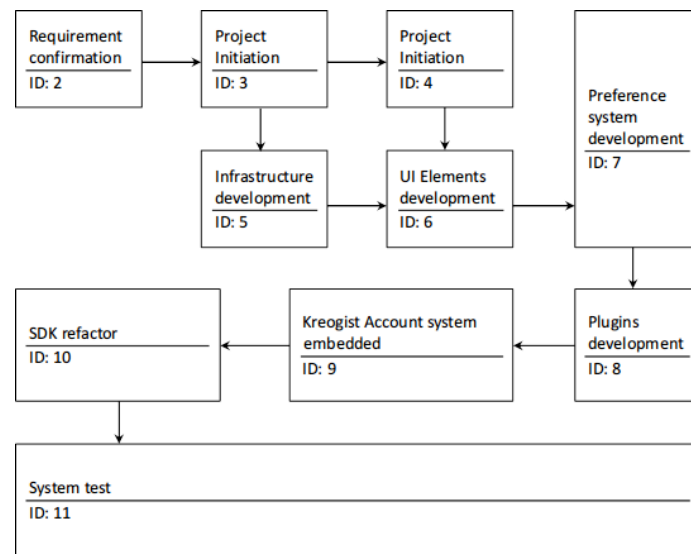 Requirement
confirmation
ID: 2
Project
Initiation
ID: 3
Project
Initiation
ID: 4
Infrastructure
development
ID: 5
UI Elements
development
ID: 6
Preference
system
development
ID: 7
Plugins
development
ID: 8
Kreogist Account system
embedded
ID: 9
SDK refactor
ID: 10
System test
ID: 11